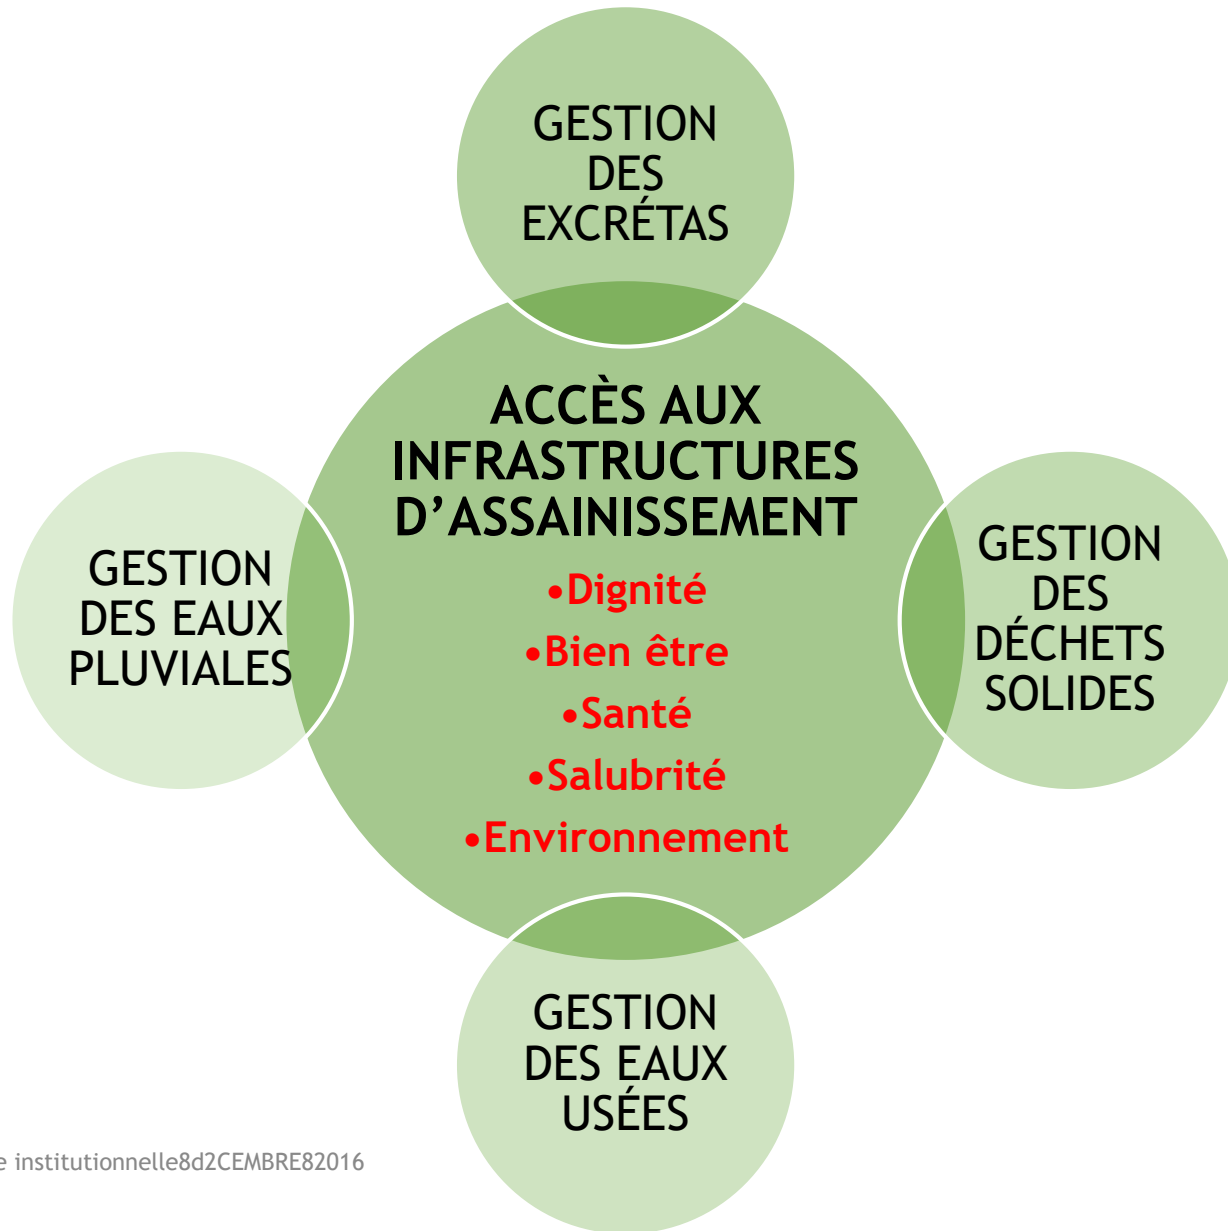 GESTION
DES
EXCRÉTAS
ACCÈS AUX
INFRASTRUCTURES
D’ASSAINISSEMENT
•Dignité
•Bien être
•Santé
•Salubrité
•Environnement
GESTION
DES EAUX
PLUVIALES
GESTION
DES
DÉCHETS
SOLIDES
GESTION
DES EAUX
USÉES
e institutionnelle8d2CEMBRE82016